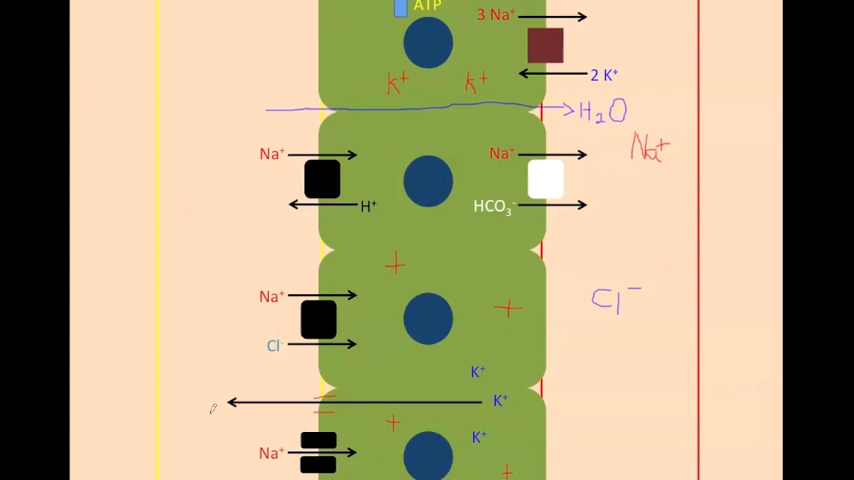 ATP
3 Na⁺
2 K⁺
K⁺ K⁺
H₂O
Na⁺ Na⁺ Na⁺
H⁺ HCO₃⁻
+
Na⁺ Cl⁻
+
Cl⁻
K⁺
K⁺
+
K⁺
Na⁺
+